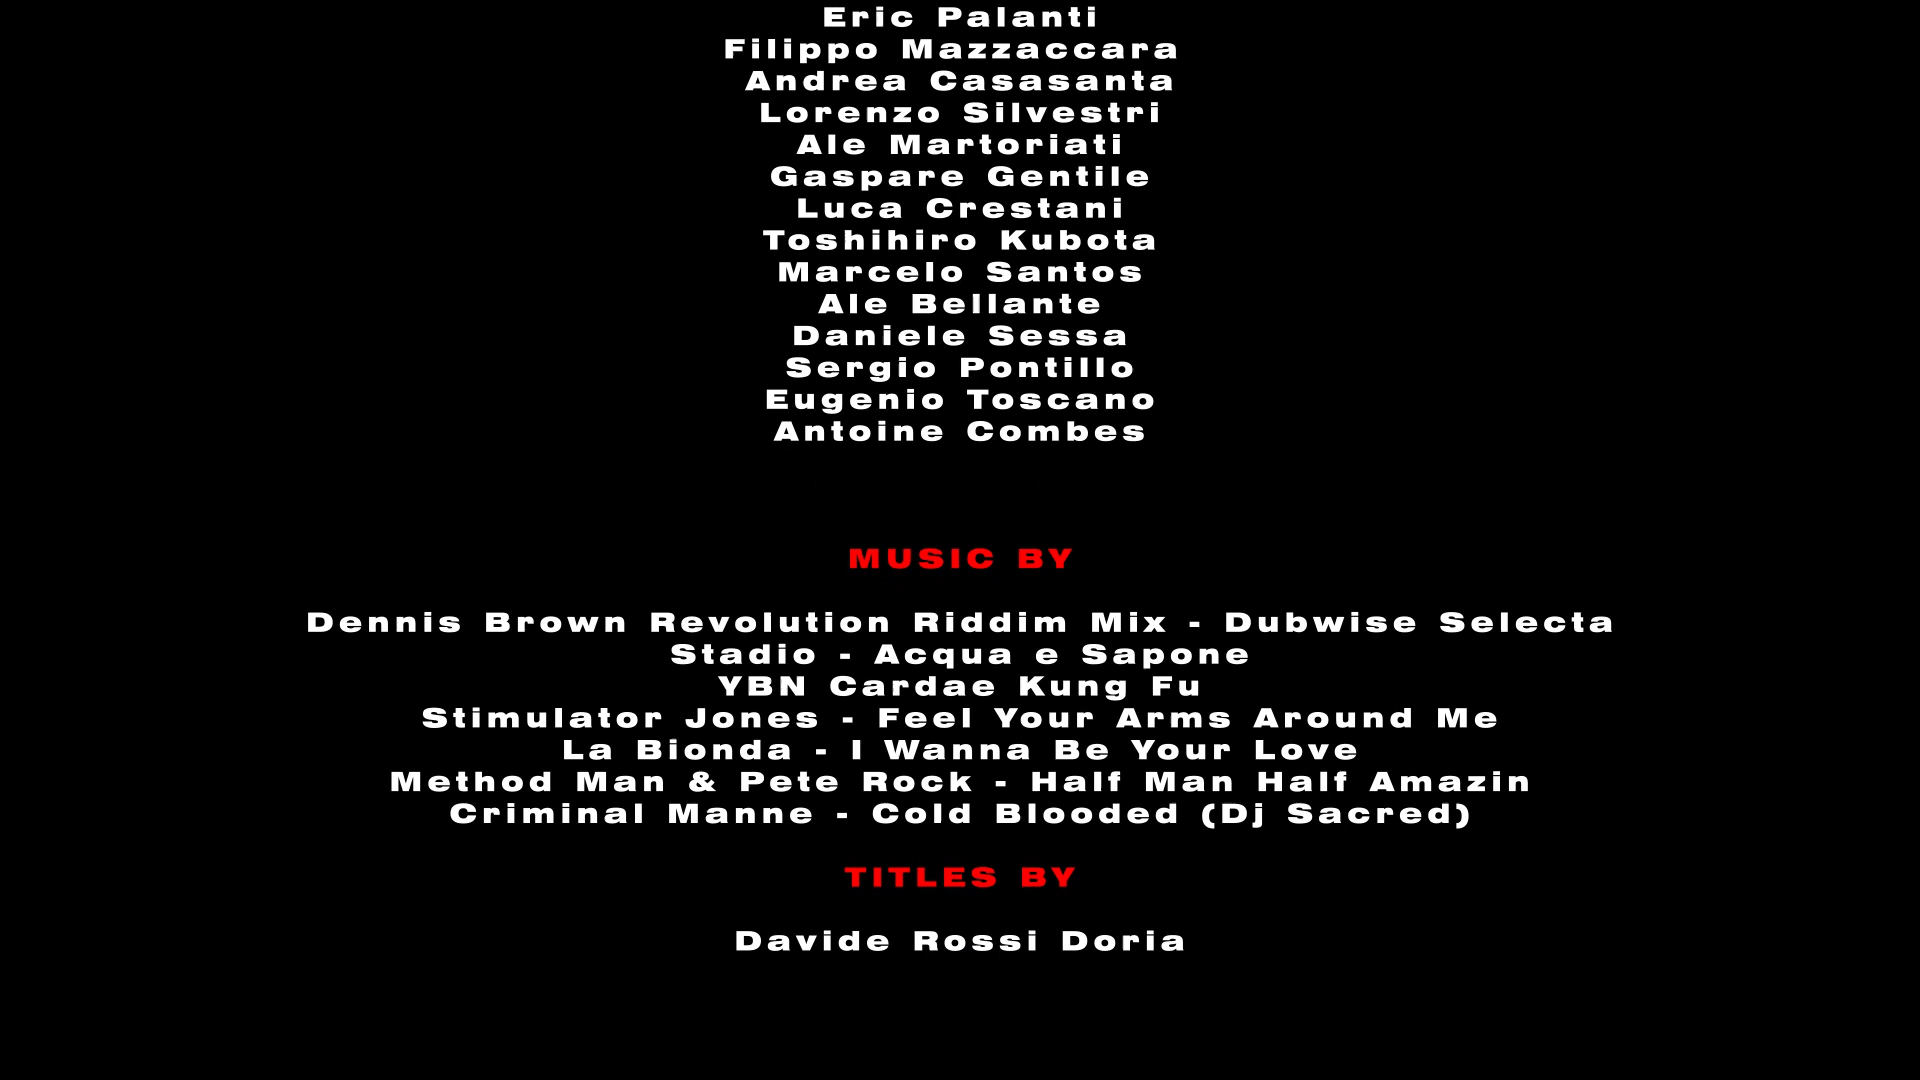 Eric Palanti
Filippo Mazzaccara
Andrea Casasanta
Lorenzo Silvestri
Ale Martoriati
Gaspare Gentile
Luca Crestani
Toshihiro Kubota
Marcelo Santos
Ale Bellante
Daniele Sessa
Sergio Pontillo
Eugenio Toscano
Antoine Combes
MUSIC BY
Dennis Brown Revolution Riddim Mix - Dubwise Selecta
Stadio - Acqua e Sapone
YBN Cardae Kung Fu
Stimulator Jones - Feel Your Arms Around Me
La Bionda - I Wanna Be Your Love
Method Man & Pete Rock - Half Man Half Amazin
Criminal Manne - Cold Blooded (Dj Sacred)
TITLES BY
Davide Rossi Doria